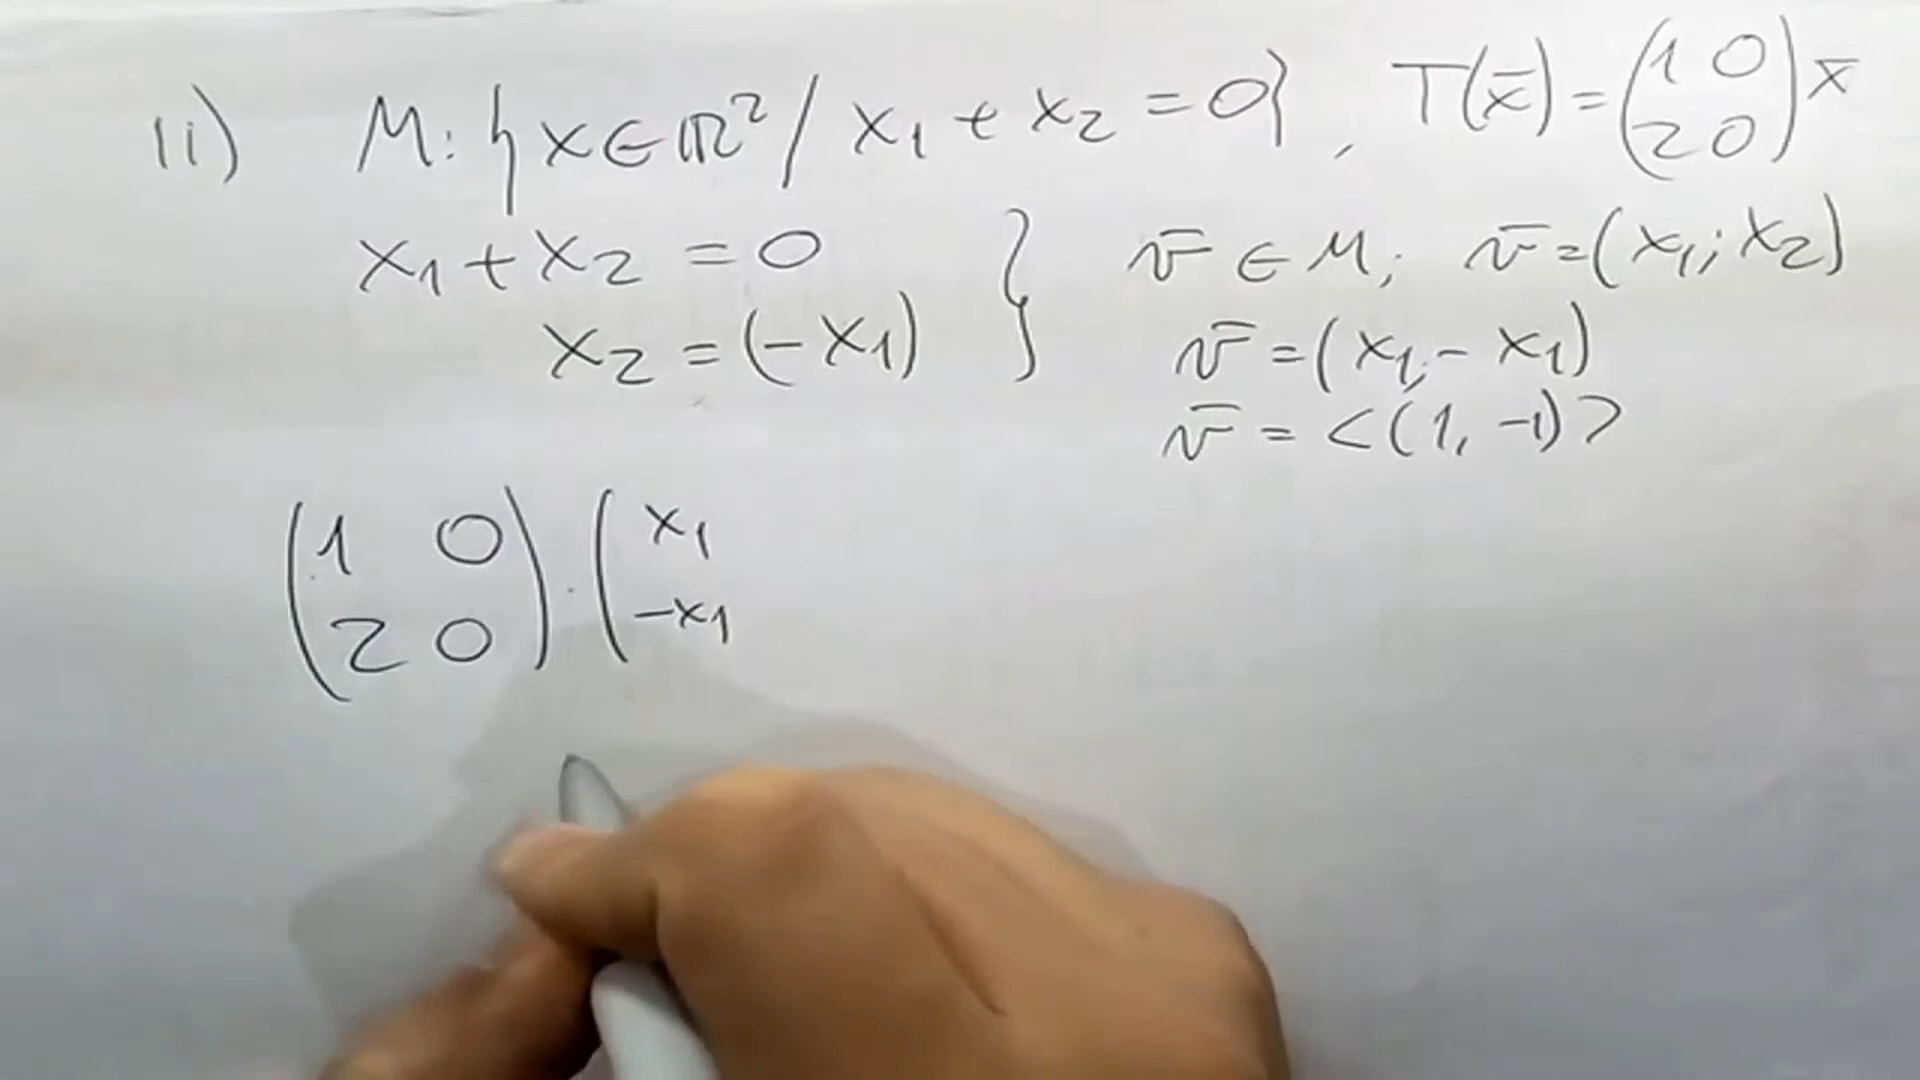 ii) M: {x∈ℝ² / x₁ + x₂ = 0}, T(x̄) = (1 0 2 0) x̄
x₁ + x₂ = 0 } v̄ ∈ M; v̄ = (x₁; x₂)
x₂ = (-x₁) v̄ = (x₁, - x₁)
v̄ = <(1, -1)>
(1 0 ) · ( x₁
2 0 -x₁